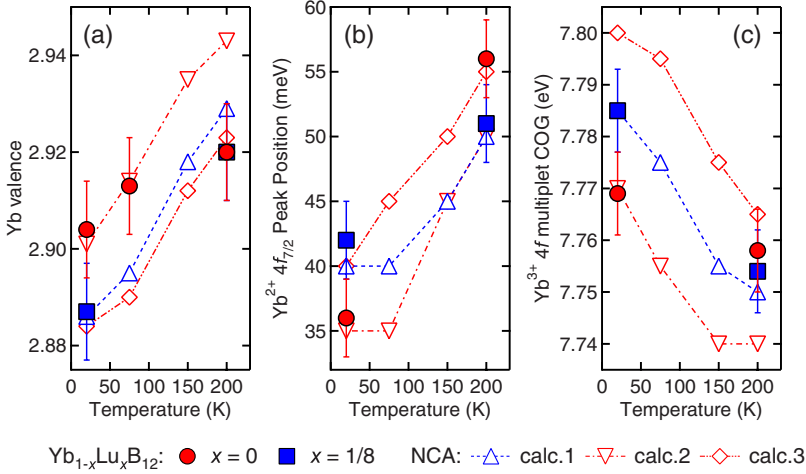 (a)
Yb valence
2.94
2.92
2.90
2.88
0 50 100 150 200
Temperature (K)
(b)
Yb²⁺ 4f₇/₂ Peak Position (meV)
60
55
50
45
40
35
0 50 100 150 200
Temperature (K)
(c)
Yb³⁺ 4f multiplet COG (eV)
7.80
7.78
7.77
7.76
7.75
7.74
0 50 100 150 200
Temperature (K)
Yb₁₋ₓLuₓB₁₂: x = 0 x = 1/8 NCA: calc.1 calc.2 calc.3